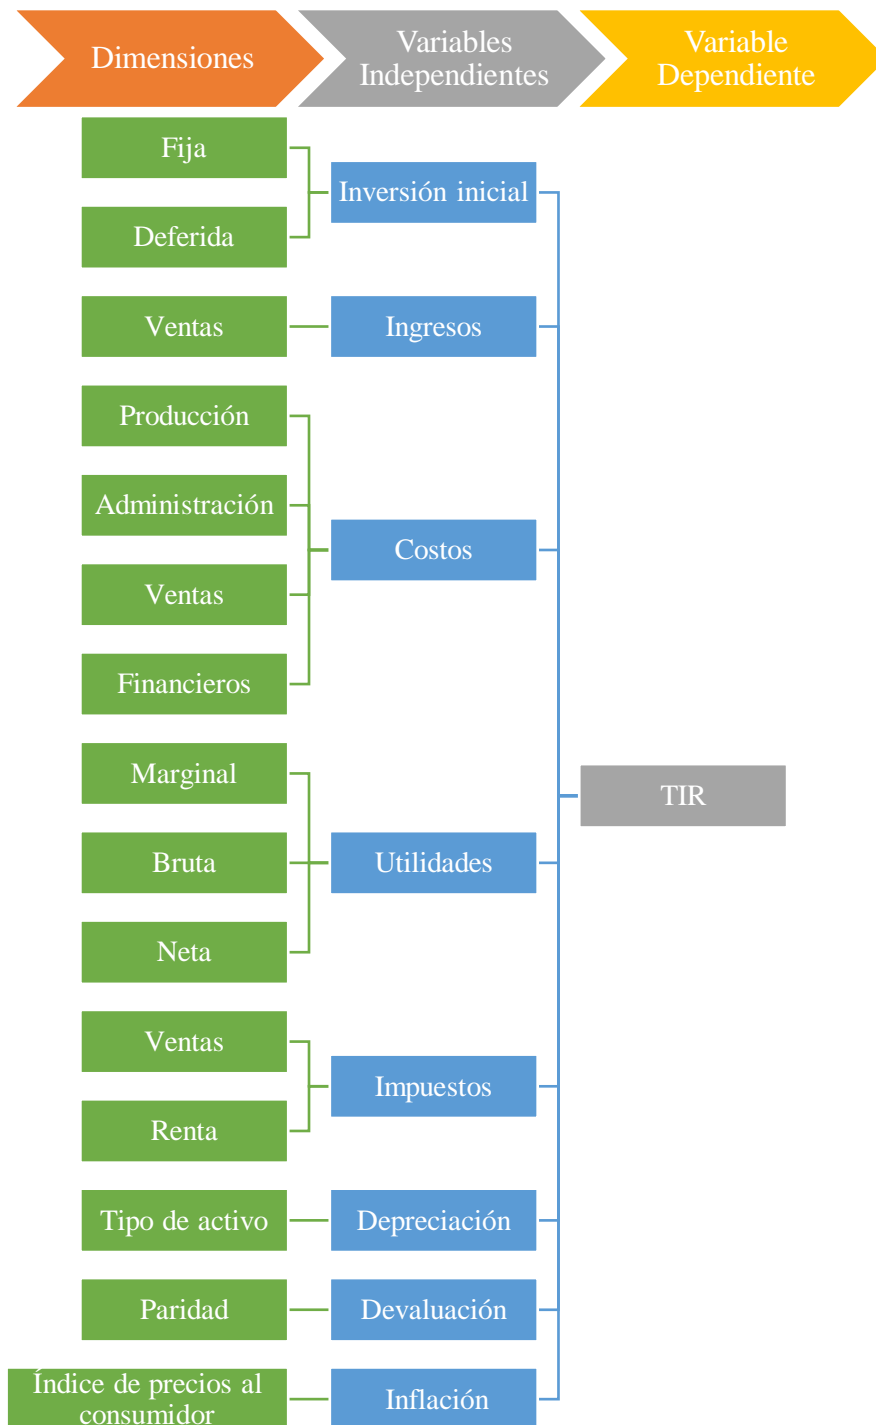 Dimensiones
Variables
Independientes
Variable
Dependiente
Fija
Inversión inicial
Deferida
Ventas
Ingresos
Producción
Administración
Costos
Ventas
Financieros
Marginal
TIR
Bruta
Utilidades
Neta
Ventas
Impuestos
Renta
Tipo de activo
Depreciación
Paridad
Devaluación
Índice de precios al
consumidor
Inflación